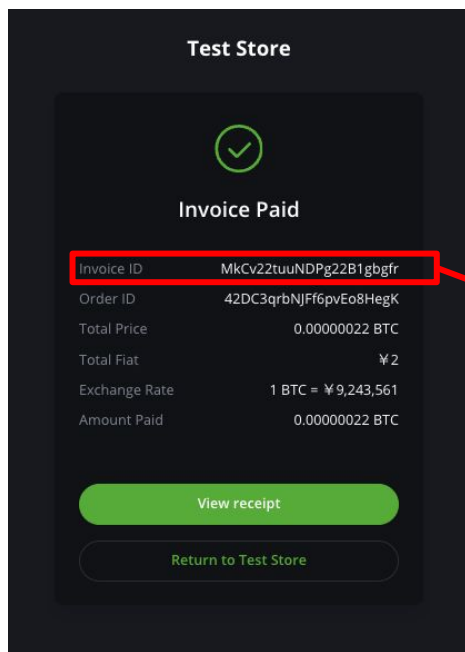 Test Store
Invoice Paid
Invoice ID MkCv22tuuNDPg22B1gbgfr
Order ID 42DC3qrbNJFf6pvEo8HegK
Total Price 0.00000022 BTC
Total Fiat ¥2
Exchange Rate 1 BTC = ¥9,243,561
Amount Paid 0.00000022 BTC
View receipt
Return to Test Store